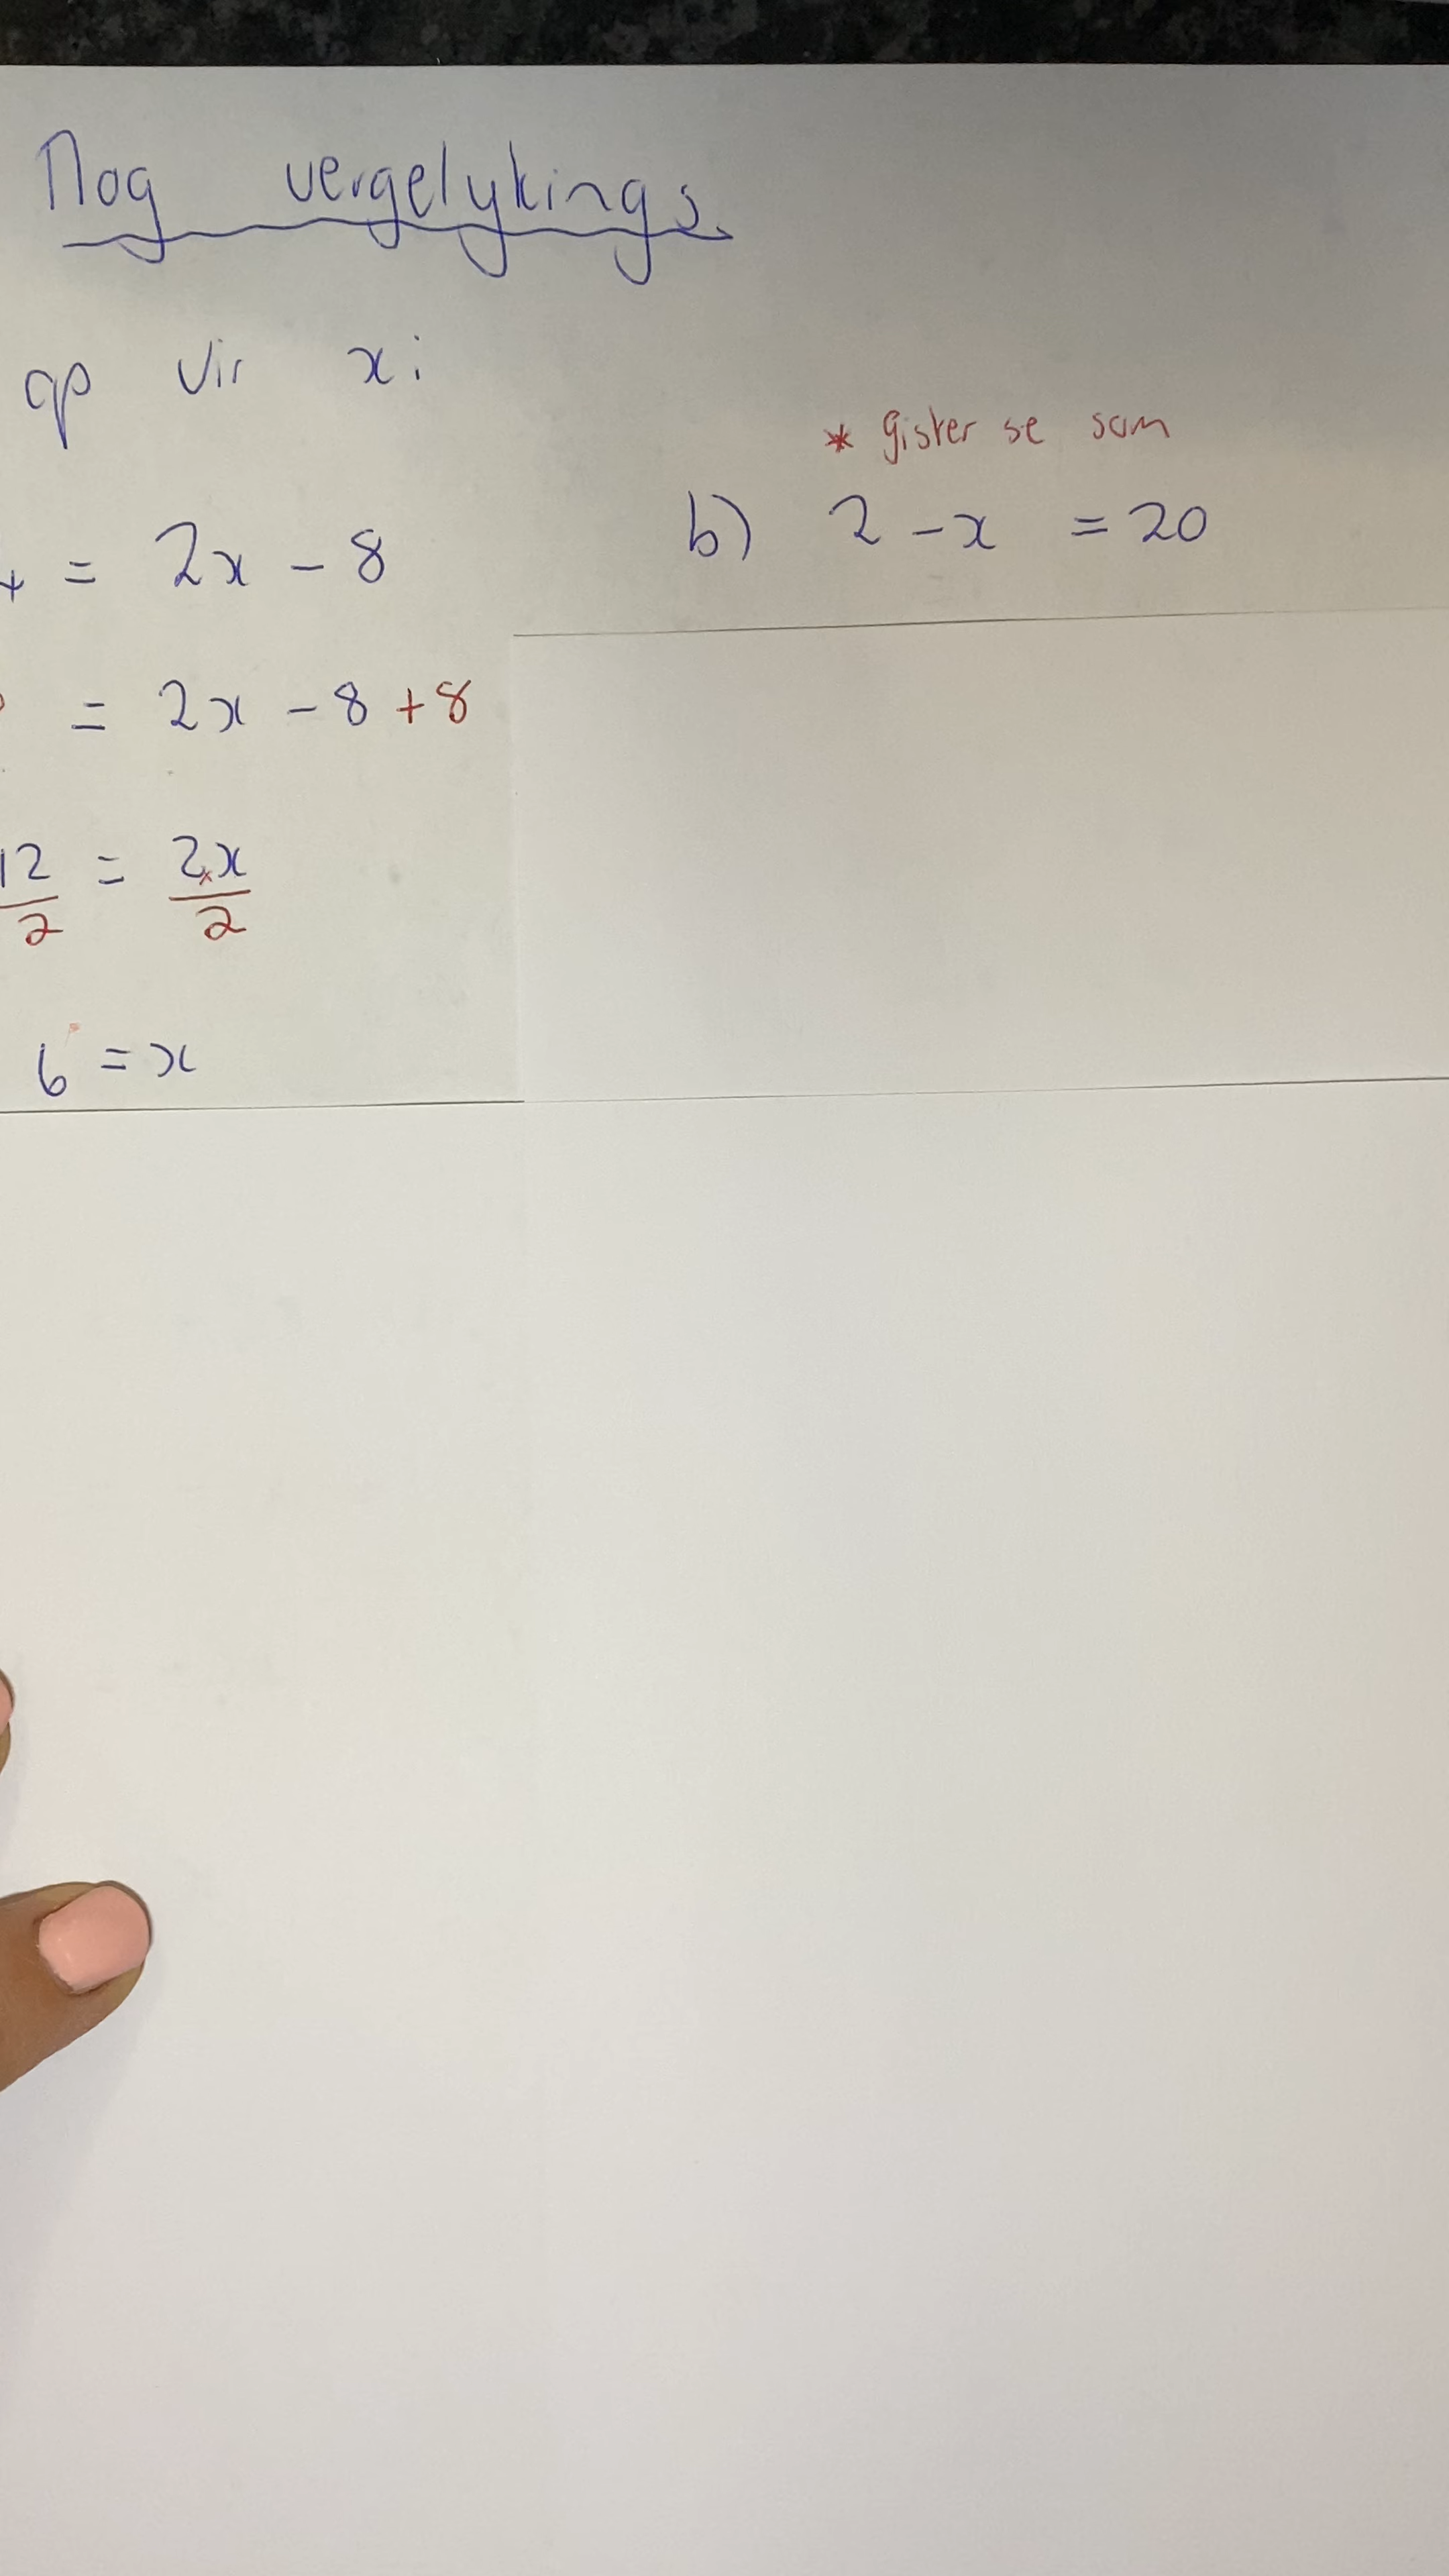 Nog vergelykings
op vir x:
= 2x - 8
= 2x - 8 + 8
12/2 = 2x/2
6 = x
* gister se som
b) 2 - x = 20